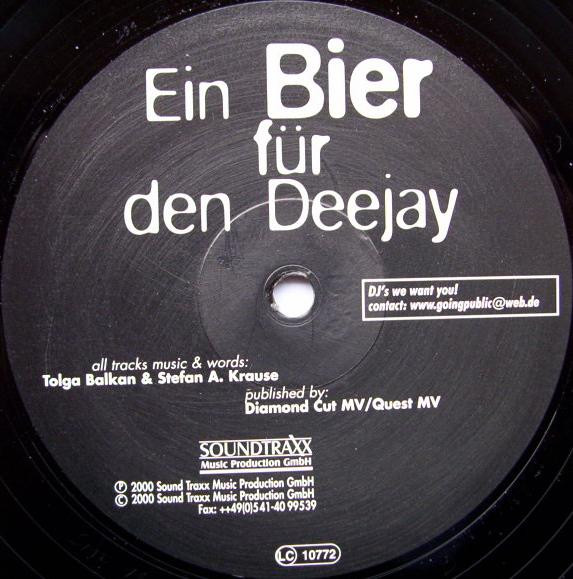 Ein Bier
für
den Deejay
DJ's we want you!
contact: www.goingpublic@web.de
all tracks music & words:
Tolga Balkan & Stefan A. Krause
published by:
Diamond Cut MV/Quest MV
SOUNDTRAXX
Music Production GmbH
℗ 2000 Sound Traxx Music Production GmbH
© 2000 Sound Traxx Music Production GmbH
Fax: ++49(0)541-40 99539
LC 10772